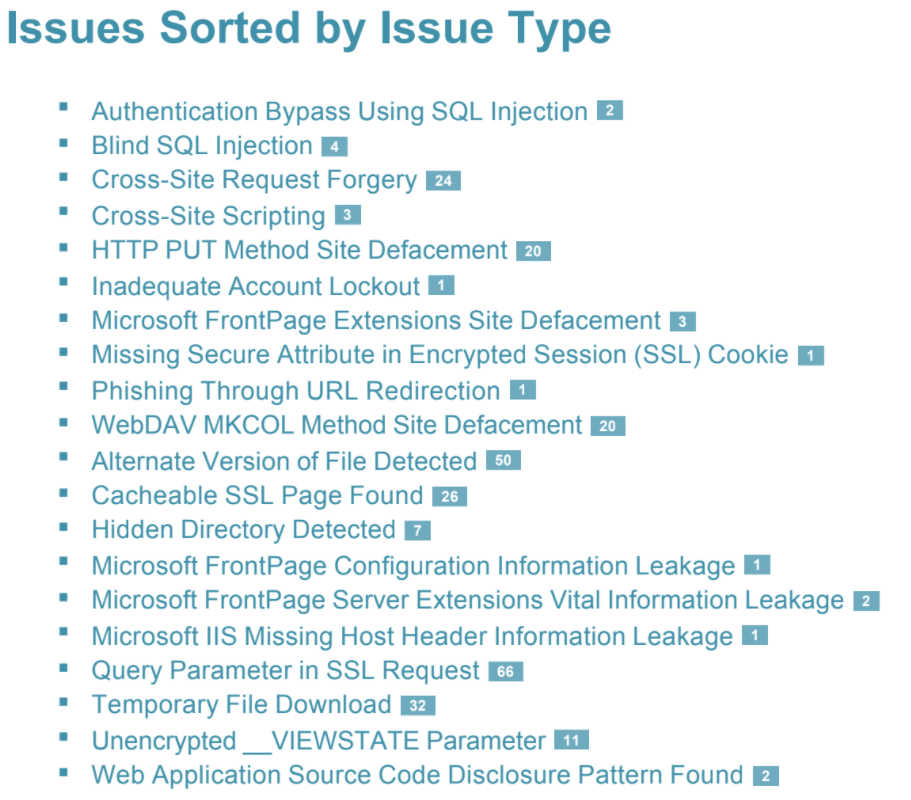 Issues Sorted by Issue Type
▪ Authentication Bypass Using SQL Injection 2
▪ Blind SQL Injection 4
▪ Cross-Site Request Forgery 24
▪ Cross-Site Scripting 3
▪ HTTP PUT Method Site Defacement 20
▪ Inadequate Account Lockout 1
▪ Microsoft FrontPage Extensions Site Defacement 3
▪ Missing Secure Attribute in Encrypted Session (SSL) Cookie 1
▪ Phishing Through URL Redirection 1
▪ WebDAV MKCOL Method Site Defacement 20
▪ Alternate Version of File Detected 50
▪ Cacheable SSL Page Found 26
▪ Hidden Directory Detected 7
▪ Microsoft FrontPage Configuration Information Leakage 1
▪ Microsoft FrontPage Server Extensions Vital Information Leakage 2
▪ Microsoft IIS Missing Host Header Information Leakage 1
▪ Query Parameter in SSL Request 66
▪ Temporary File Download 32
▪ Unencrypted __VIEWSTATE Parameter 11
▪ Web Application Source Code Disclosure Pattern Found 2